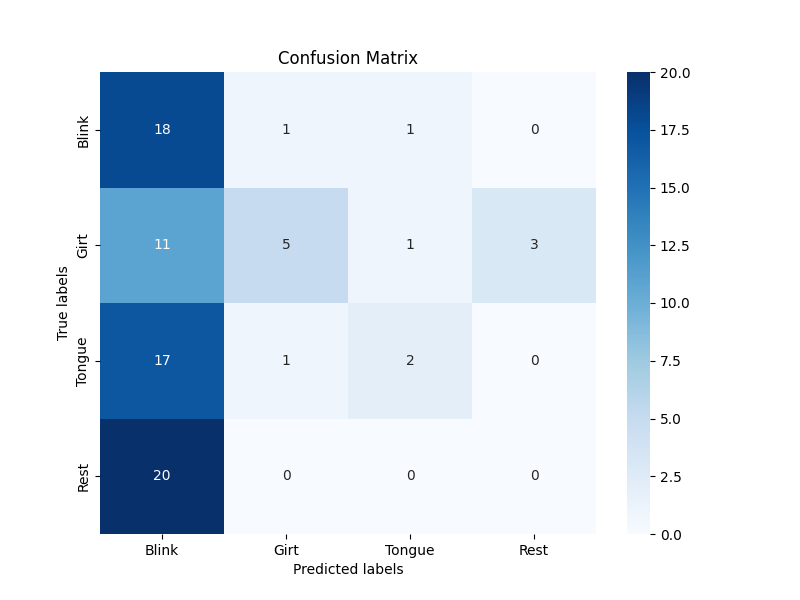 Confusion Matrix
True labels
Blink 18 1 1 0
Girt 11 5 1 3
Tongue 17 1 2 0
Rest 20 0 0 0
Blink Girt Tongue Rest
Predicted labels
20.0
17.5
15.0
12.5
10.0
7.5
5.0
2.5
0.0